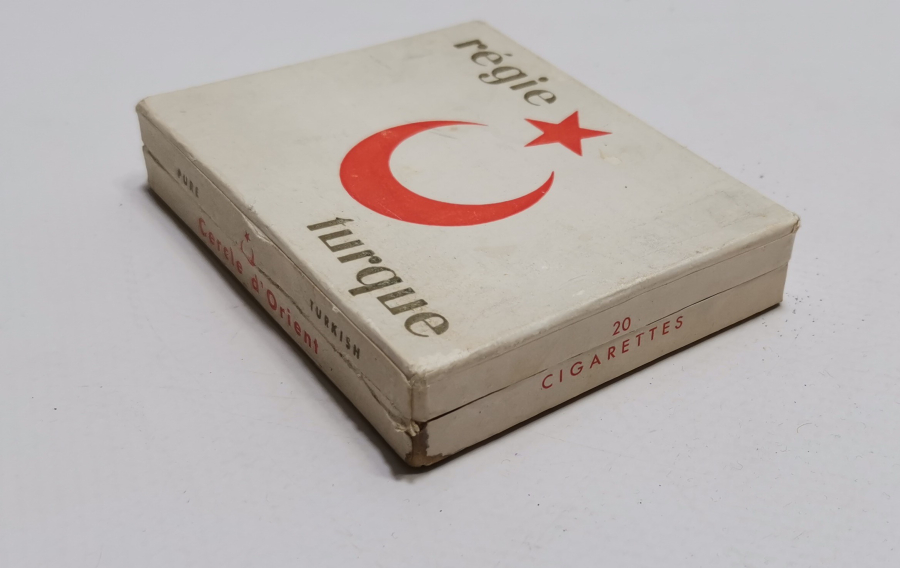 régie
turque
PURE TURKISH
Cercle d'Orient
20
CIGARETTES